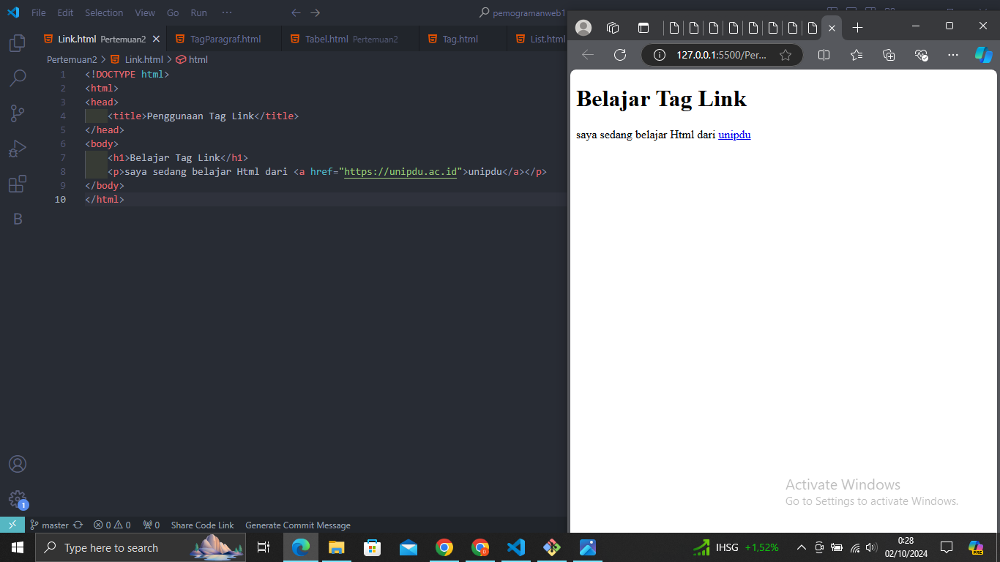 File Edit Selection View Go Run ···
pemogramanweb1
Link.html Pertemuan2
TagParagraf.html
Tabel.html Pertemuan2
Tag.html
List.html
Pertemuan2 > Link.html > html
1 <!DOCTYPE html>
2 <html>
3 <head>
4 <title>Penggunaan Tag Link</title>
5 </head>
6 <body>
7 <h1>Belajar Tag Link</h1>
8 <p>saya sedang belajar Html dari <a href="https://unipdu.ac.id">unipdu</a></p>
9 </body>
10 </html>
B
1
master 0 0 0 Share Code Link Generate Commit Message
127.0.0.1:5500/Per...
Belajar Tag Link
saya sedang belajar Html dari unipdu
Activate Windows
Go to Settings to activate Windows.
Type here to search
IHSG +1,52%
0:28
02/10/2024
PRE